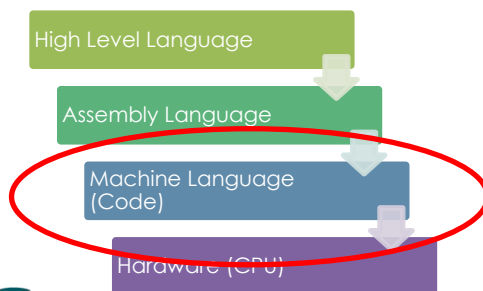 High Level Language
Assembly Language
Machine Language
(Code)
Hardware (CPU)